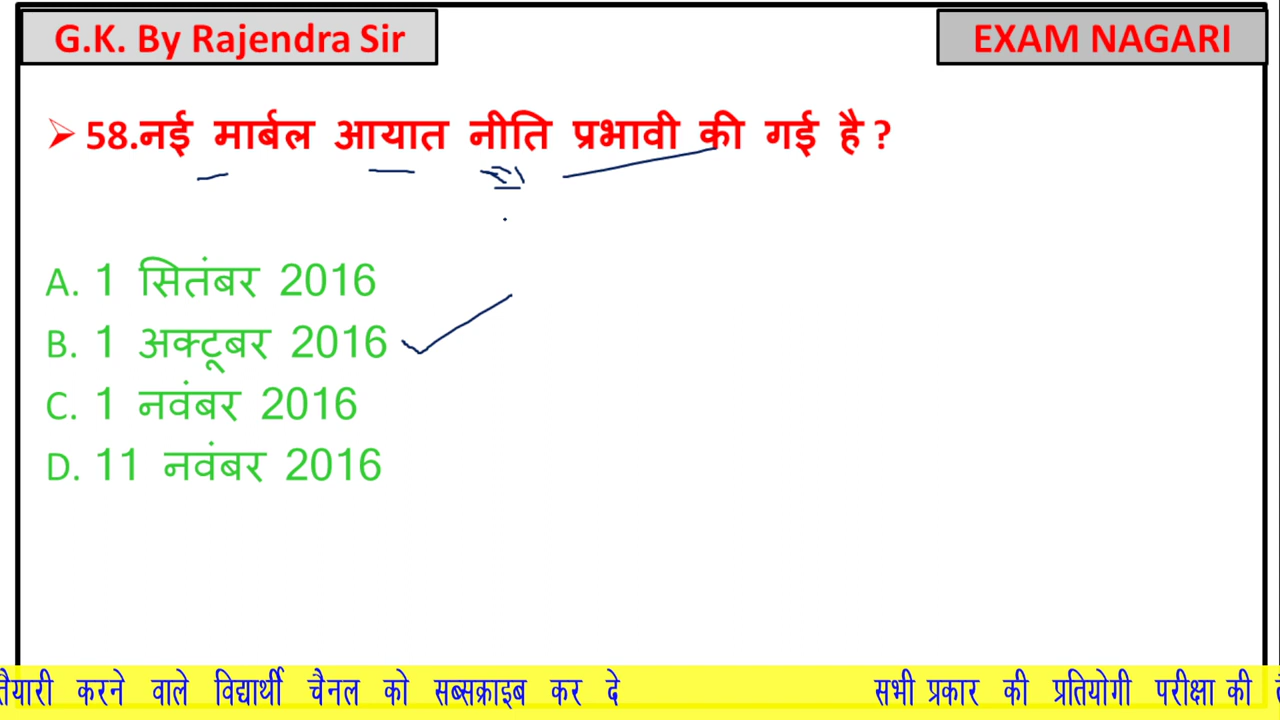 G.K. By Rajendra Sir
EXAM NAGARI
58.नई मार्बल आयात नीति प्रभावी की गई है ?
A. 1 सितंबर 2016
B. 1 अक्टूबर 2016
C. 1 नवंबर 2016
D. 11 नवंबर 2016
तैयारी करने वाले विद्यार्थी चैनल को सब्सक्राइब कर दे सभी प्रकार की प्रतियोगी परीक्षा की